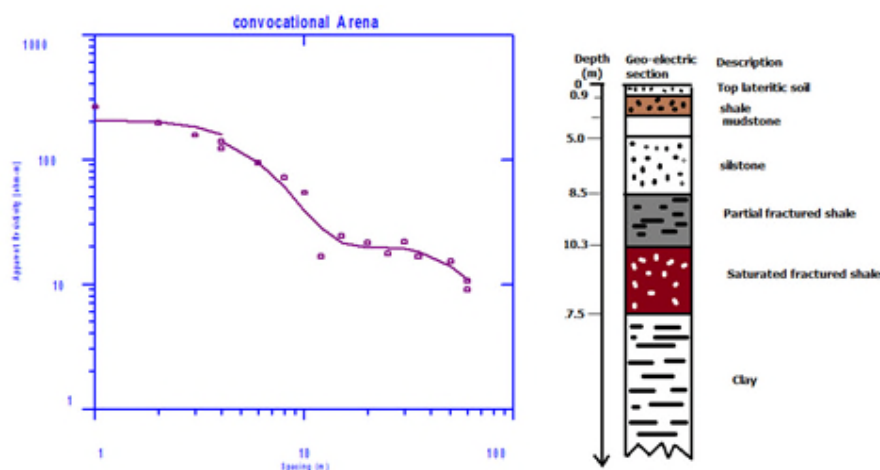 convocational Arena
1000
100
10
1
1
10
100
Apparent Resistivity (ohm-m)
Spacing (m)
Depth (m)
Geo-electric section
Description
0
0.9
5.0
8.5
10.3
7.5
Top lateritic soil
shale
mudstone
silstone
Partial fractured shale
Saturated fractured shale
Clay